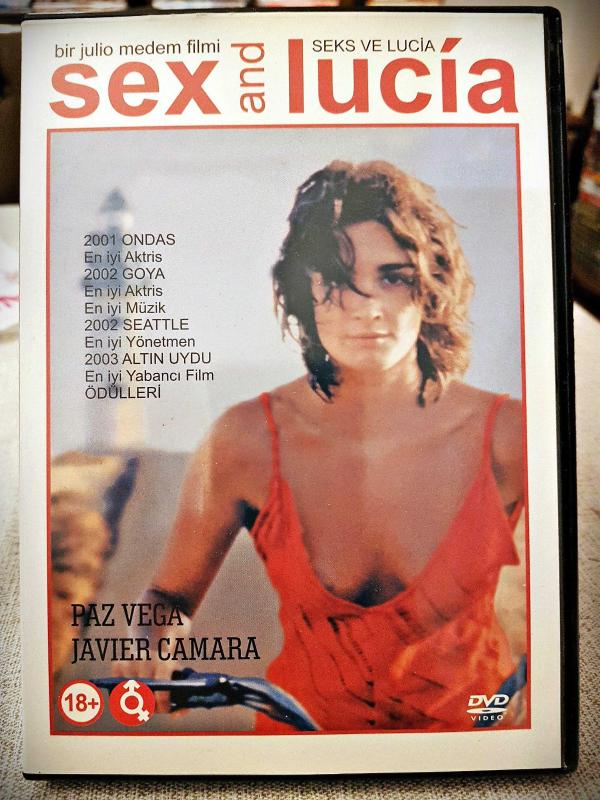 bir julio medem filmi
SEKS VE LUCİA
sex and lucía
2001 ONDAS
En iyi Aktris
2002 GOYA
En iyi Aktris
En iyi Müzik
2002 SEATTLE
En iyi Yönetmen
2003 ALTIN UYDU
En iyi Yabancı Film
ÖDÜLLERİ
PAZ VEGA
JAVIER CAMARA
18+
DVD
VIDEO